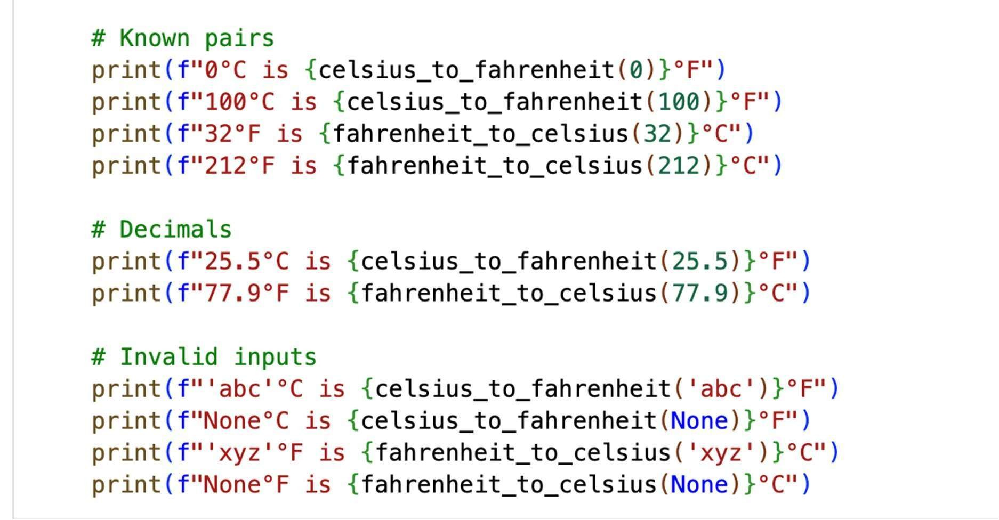 # Known pairs
print(f"0°C is {celsius_to_fahrenheit(0)}°F")
print(f"100°C is {celsius_to_fahrenheit(100)}°F")
print(f"32°F is {fahrenheit_to_celsius(32)}°C")
print(f"212°F is {fahrenheit_to_celsius(212)}°C")
# Decimals
print(f"25.5°C is {celsius_to_fahrenheit(25.5)}°F")
print(f"77.9°F is {fahrenheit_to_celsius(77.9)}°C")
# Invalid inputs
print(f"'abc'°C is {celsius_to_fahrenheit('abc')}°F")
print(f"None°C is {celsius_to_fahrenheit(None)}°F")
print(f"'xyz'°F is {fahrenheit_to_celsius('xyz')}°C")
print(f"None°F is {fahrenheit_to_celsius(None)}°C")